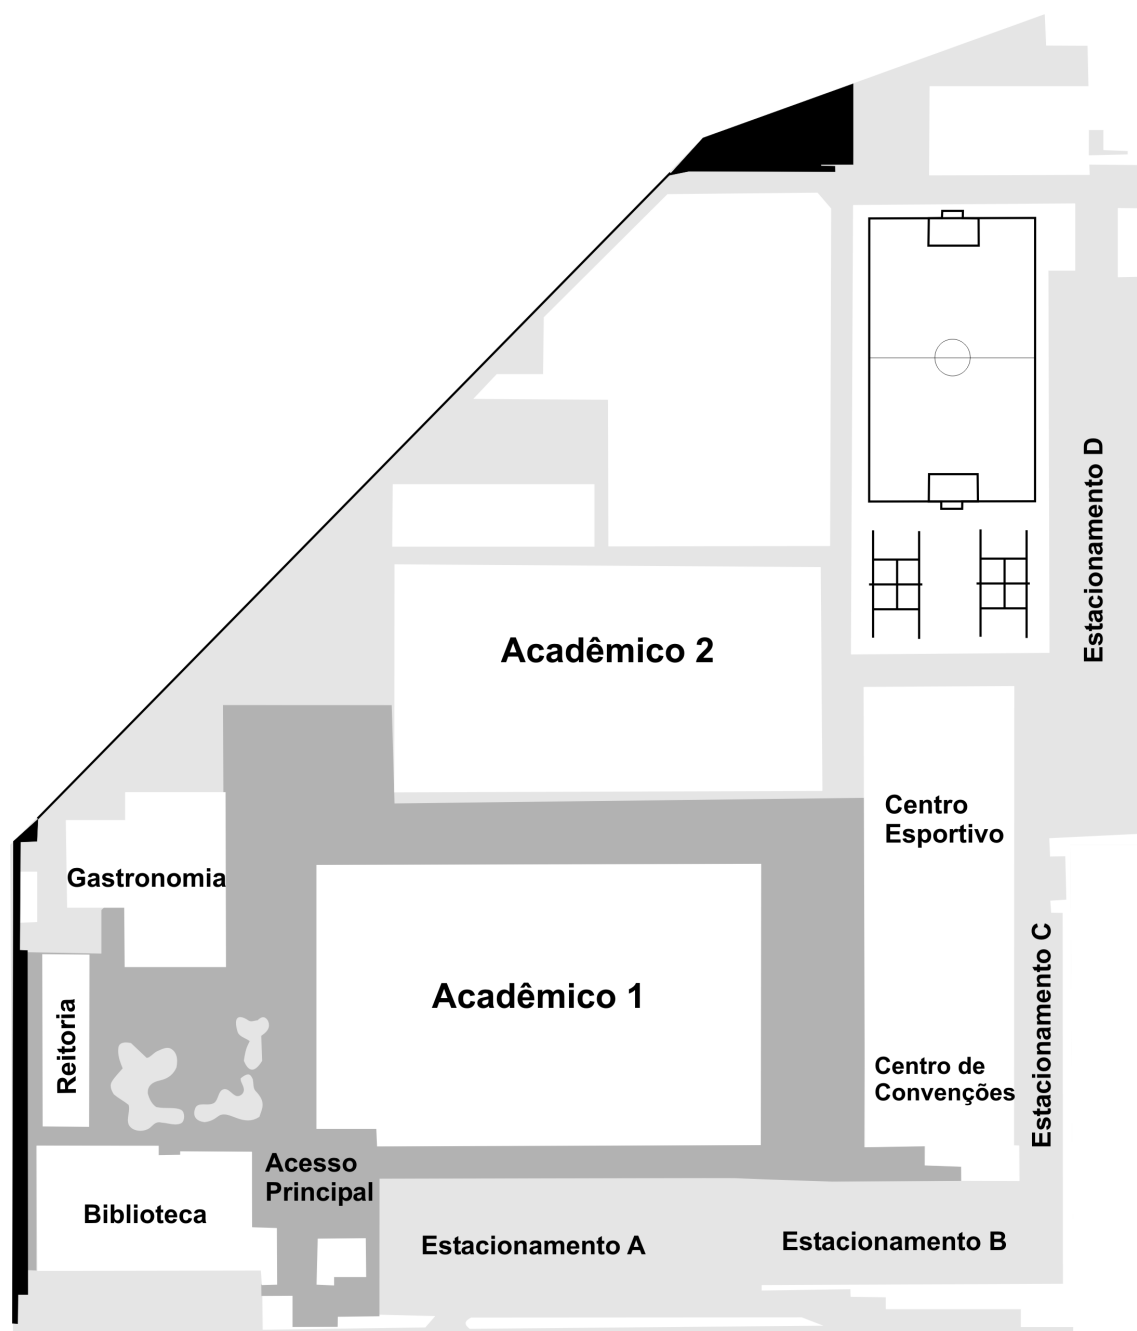 Estacionamento D
Acadêmico 2
Centro
Esportivo
Gastronomia
Acadêmico 1
Estacionamento C
Reitoria
Centro de
Convenções
Acesso
Principal
Biblioteca
Estacionamento A
Estacionamento B